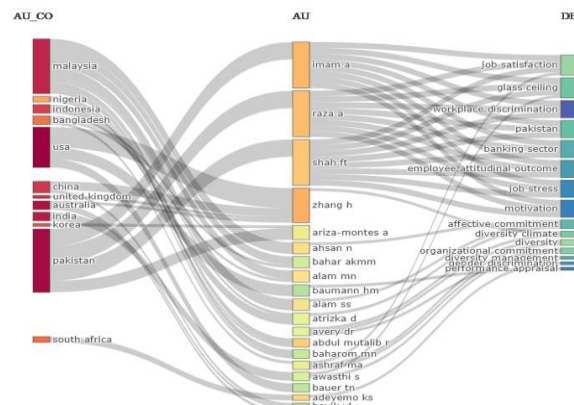 AU_CO
AU
DE
malaysia
nigeria
indonesia
bangladesh
usa
china
united kingdom
australia
india
korea
pakistan
south africa
imam a
raza a
shah ft
zhang h
ariza-montes a
ahsan n
bahar akmm
alam mn
baumann hm
alam ss
atrizka d
avery dr
abdul mutalib r
baharom mn
ashraf ma
awasthi s
bauer tn
adeyemo ks
job satisfaction
glass ceiling
workplace discrimination
pakistan
banking sector
employee attitudinal outcome
job stress
motivation
affective commitment
diversity climate
diversity
organizational commitment
diversity management
gender discrimination
performance appraisal